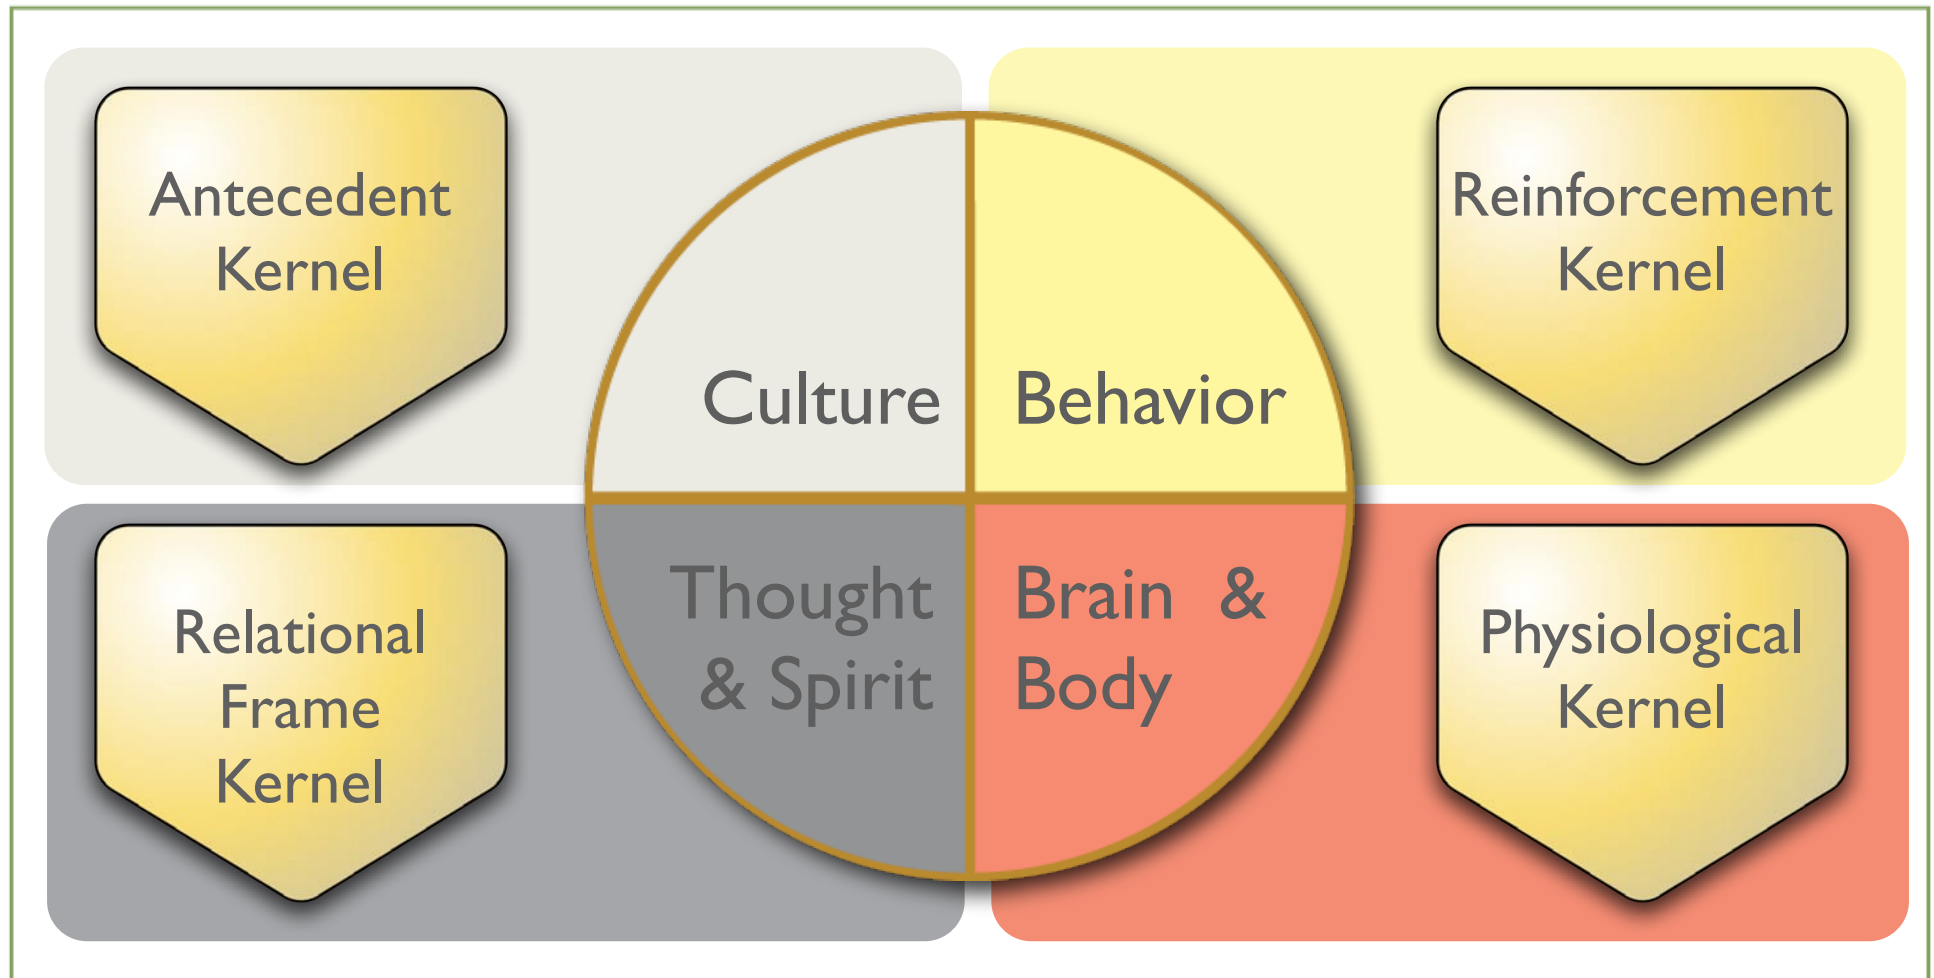 Antecedent
Kernel
Reinforcement
Kernel
Culture
Behavior
Thought
& Spirit
Brain &
Body
Relational
Frame
Kernel
Physiological
Kernel